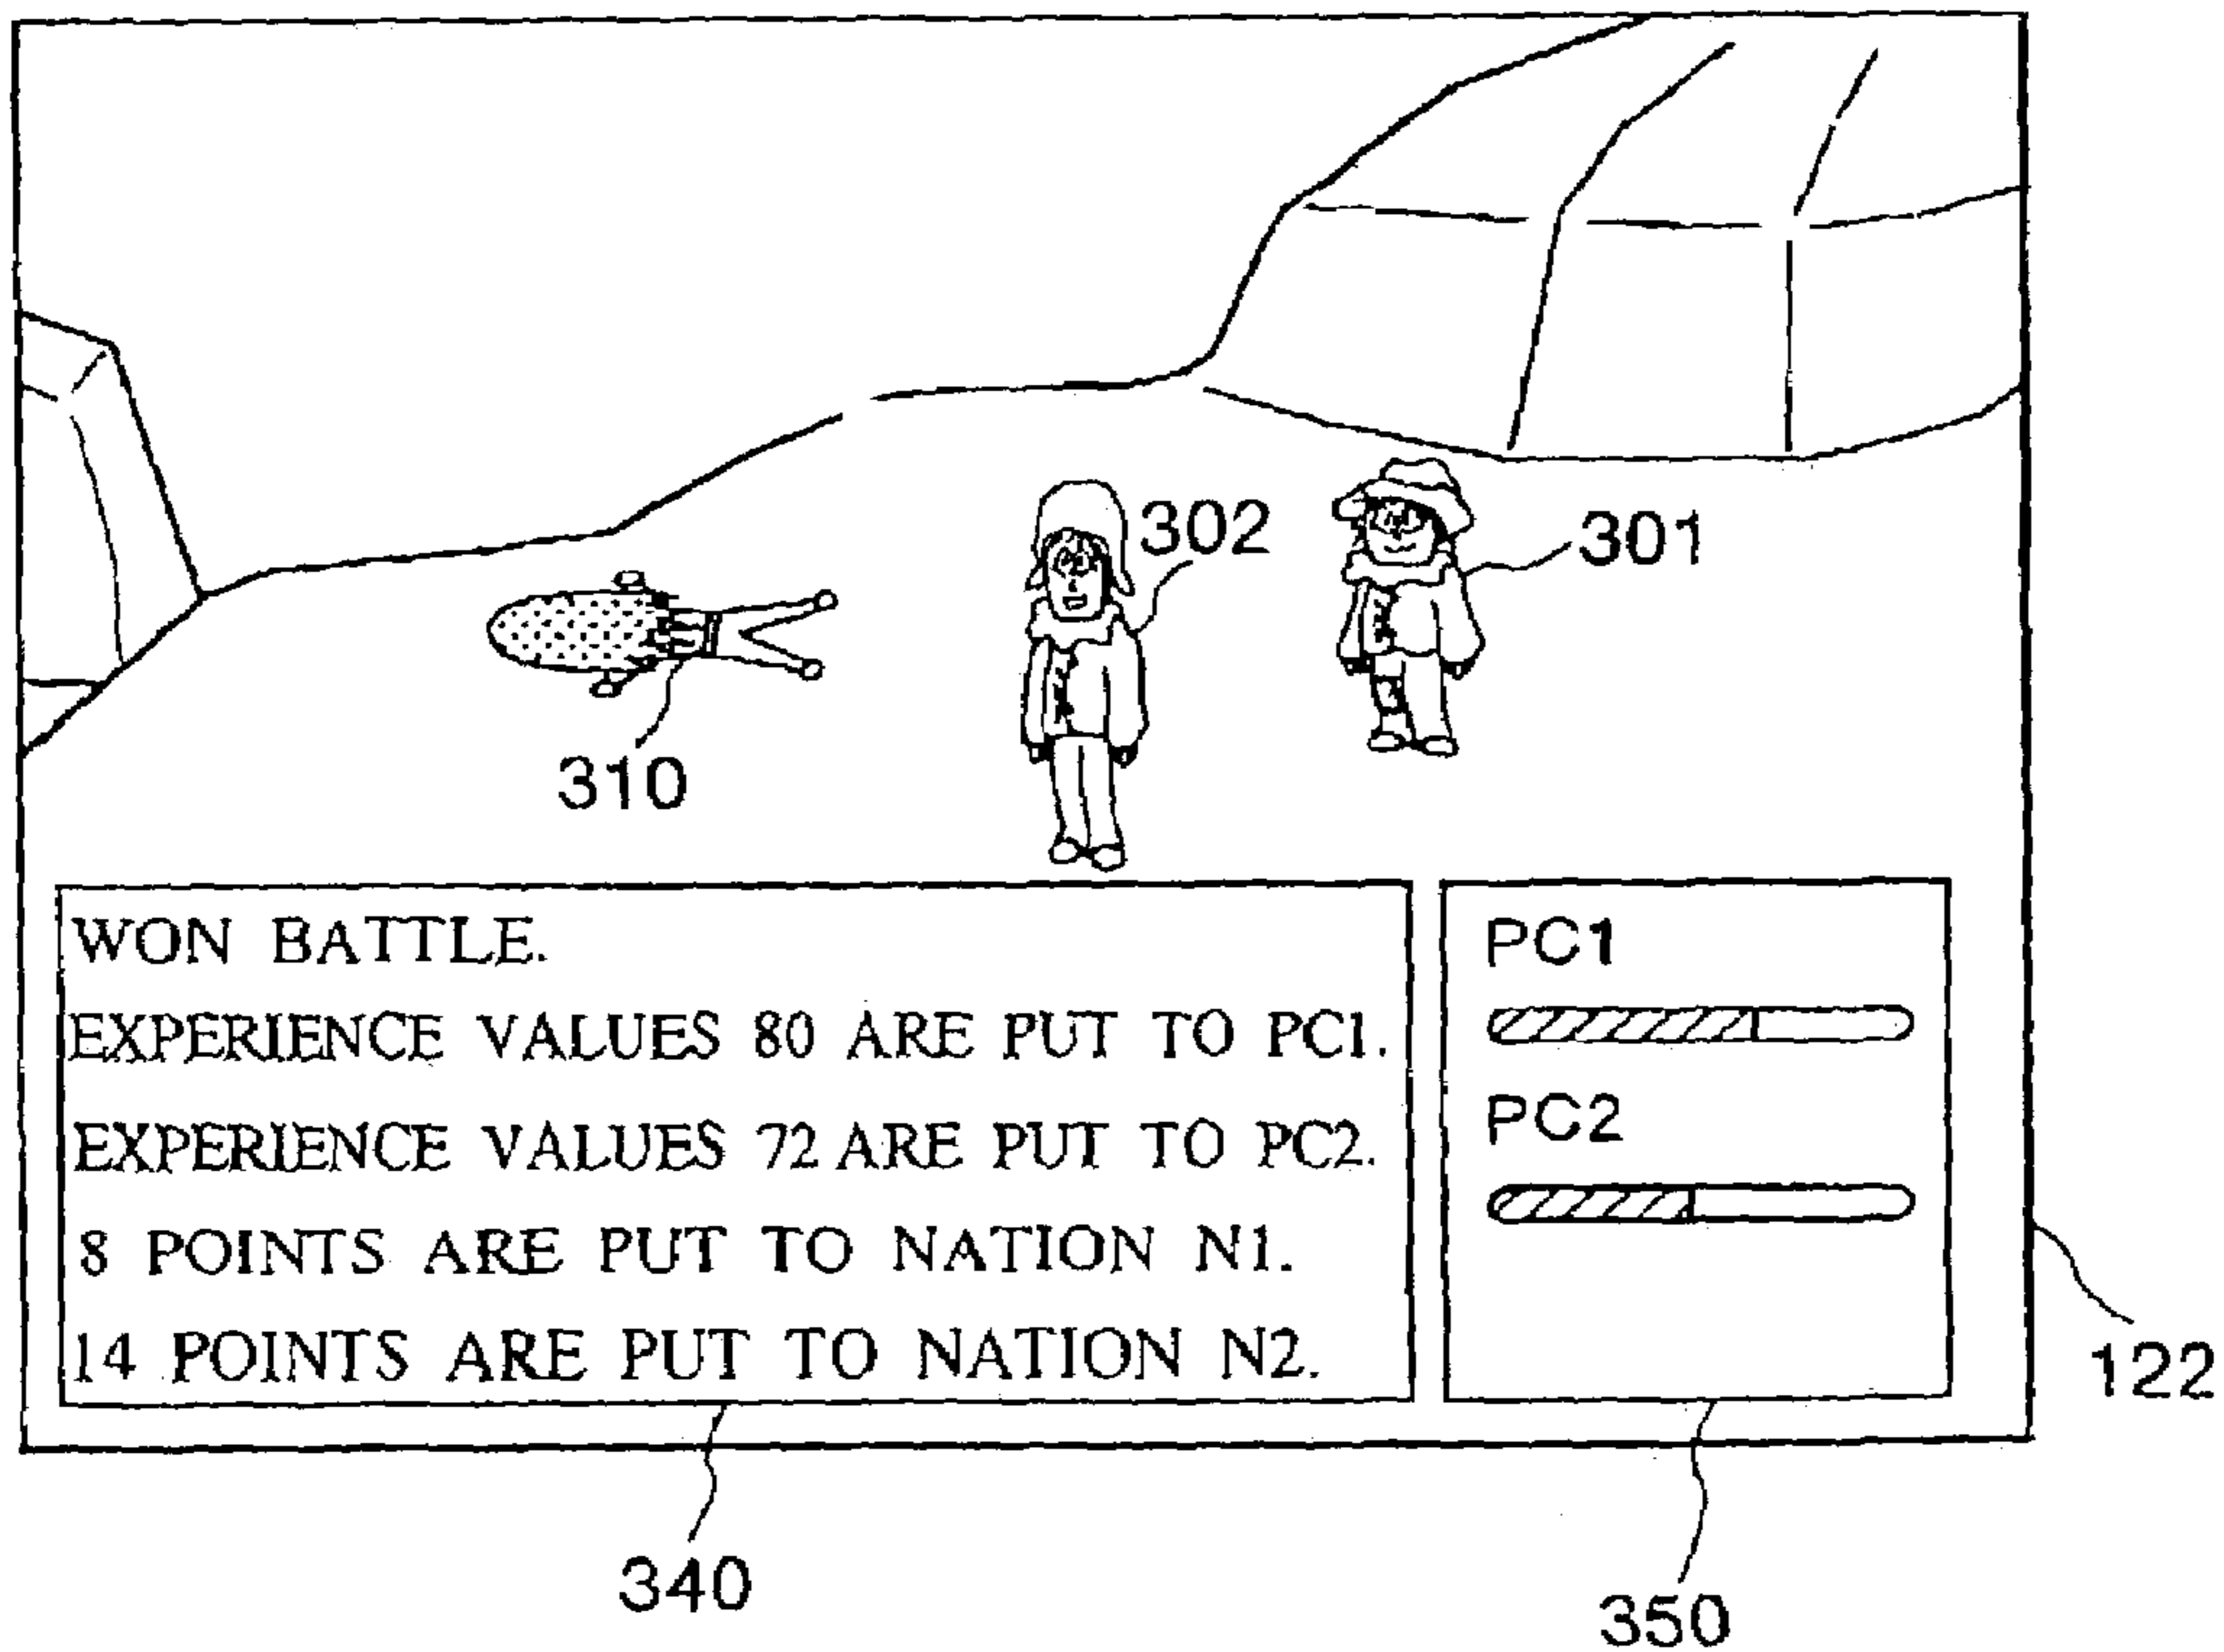 302
301
310
WON BATTLE.
EXPERIENCE VALUES 80 ARE PUT TO PC1.
EXPERIENCE VALUES 72 ARE PUT TO PC2.
8 POINTS ARE PUT TO NATION N1.
14 POINTS ARE PUT TO NATION N2.
PC1
PC2
122
340
350